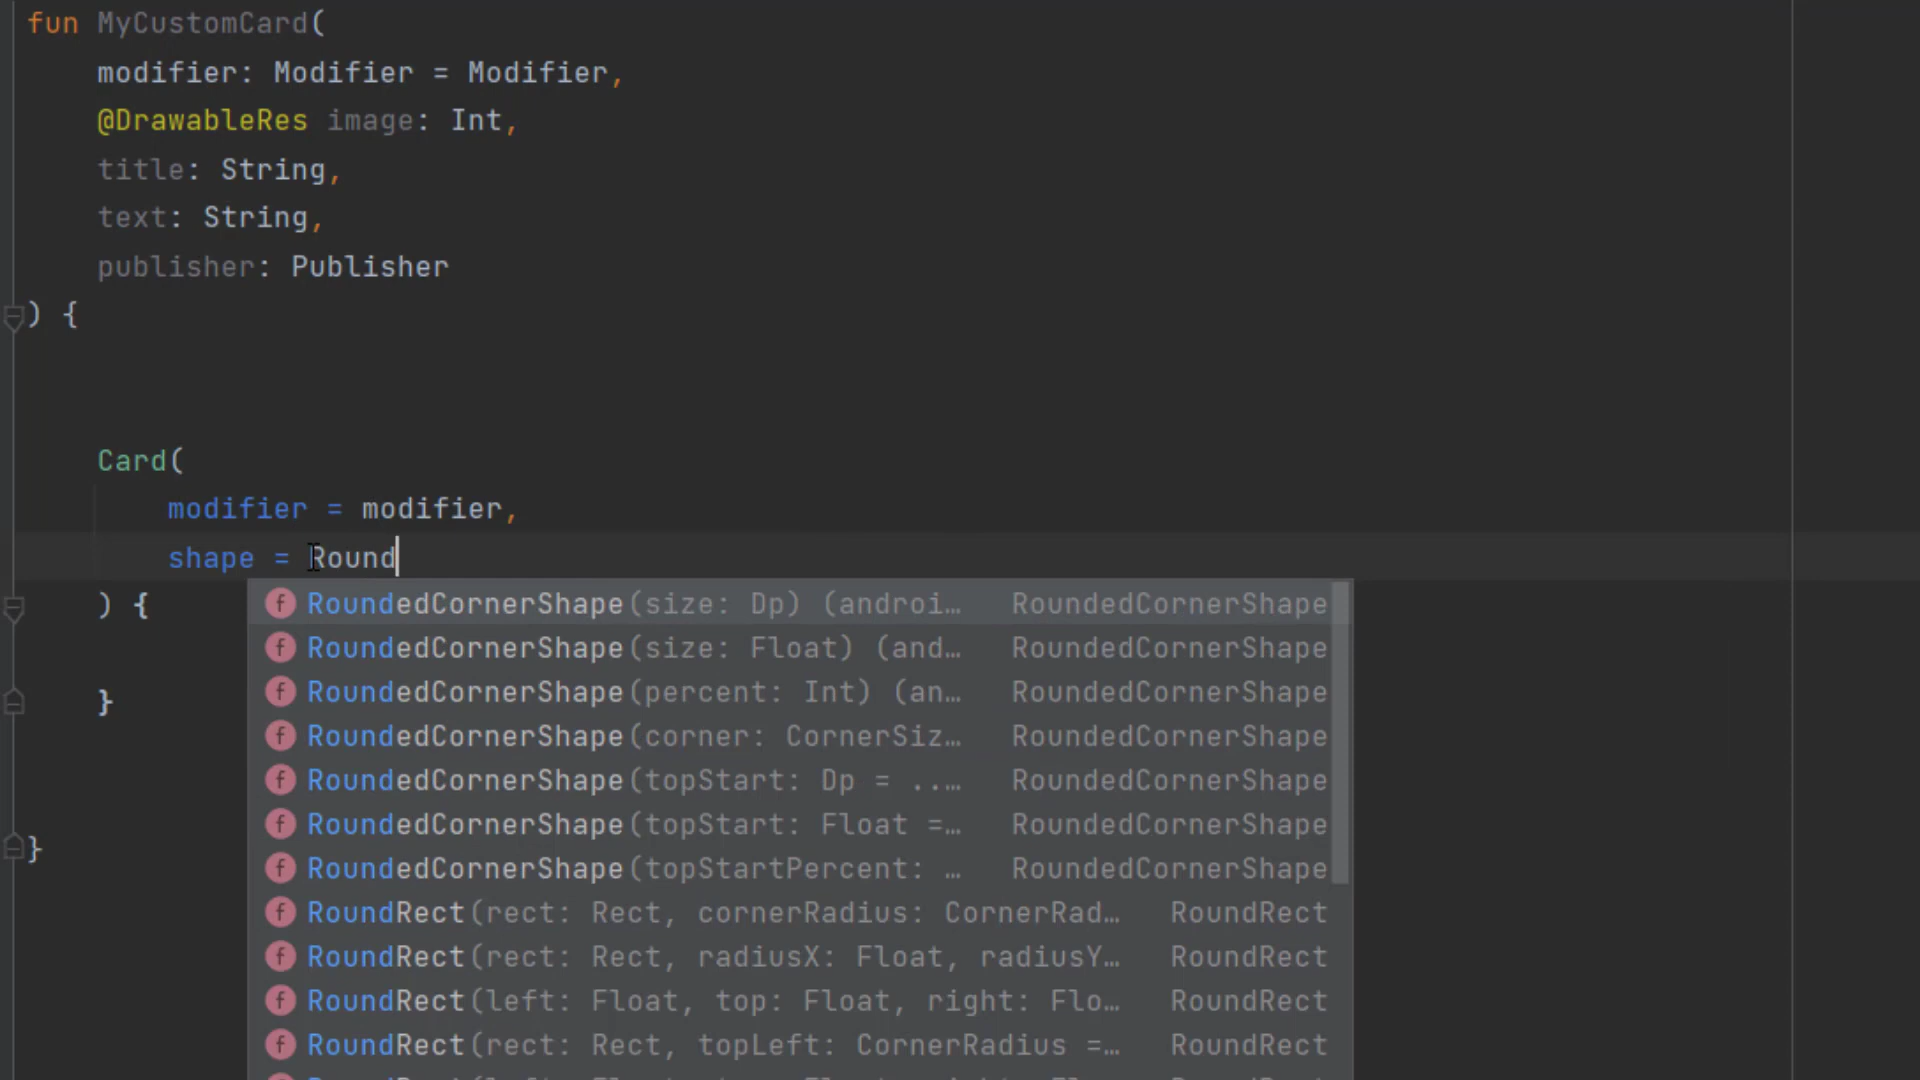 fun MyCustomCard(
modifier: Modifier = Modifier,
@DrawableRes image: Int,
title: String,
text: String,
publisher: Publisher
) {
Card(
modifier = modifier,
shape = Round
) {
f RoundedCornerShape(size: Dp) (androi… RoundedCornerShape
f RoundedCornerShape(size: Float) (and… RoundedCornerShape
f RoundedCornerShape(percent: Int) (an… RoundedCornerShape
}
f RoundedCornerShape(corner: CornerSiz… RoundedCornerShape
f RoundedCornerShape(topStart: Dp = ..… RoundedCornerShape
f RoundedCornerShape(topStart: Float =… RoundedCornerShape
}
f RoundedCornerShape(topStartPercent: … RoundedCornerShape
f RoundRect(rect: Rect, cornerRadius: CornerRad… RoundRect
f RoundRect(rect: Rect, radiusX: Float, radiusY… RoundRect
f RoundRect(left: Float, top: Float, right: Flo… RoundRect
f RoundRect(rect: Rect, topLeft: CornerRadius =… RoundRect